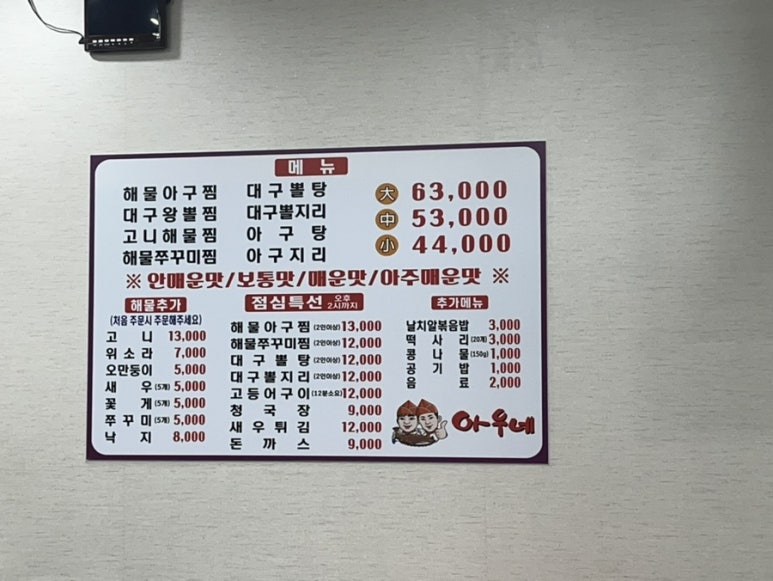 메뉴
해물아구찜 대구뽈탕 大 63,000
대구왕뽈찜 대구뽈지리 中 53,000
고니해물찜 아구탕 小 44,000
해물쭈꾸미찜 아구지리
※ 안매운맛/보통맛/매운맛/아주매운맛 ※
해물추가
(처음 주문시 주문해주세요)
고니 13,000
위소라 7,000
오만둥이 5,000
새우(5개) 5,000
꽃게(5개) 5,000
쭈꾸미(5개) 5,000
낙지 8,000
점심특선 오후 2시까지
해물아구찜(2인이상) 13,000
해물쭈꾸미찜(2인이상) 12,000
대구뽈탕(2인이상) 12,000
대구뽈지리(2인이상) 12,000
고등어구이(12분소요) 12,000
청국장 9,000
새우튀김 12,000
돈까스 9,000
추가메뉴
날치알볶음밥 3,000
떡사리(20개) 3,000
콩나물(150g) 1,000
공기밥 1,000
음료 2,000
아우네